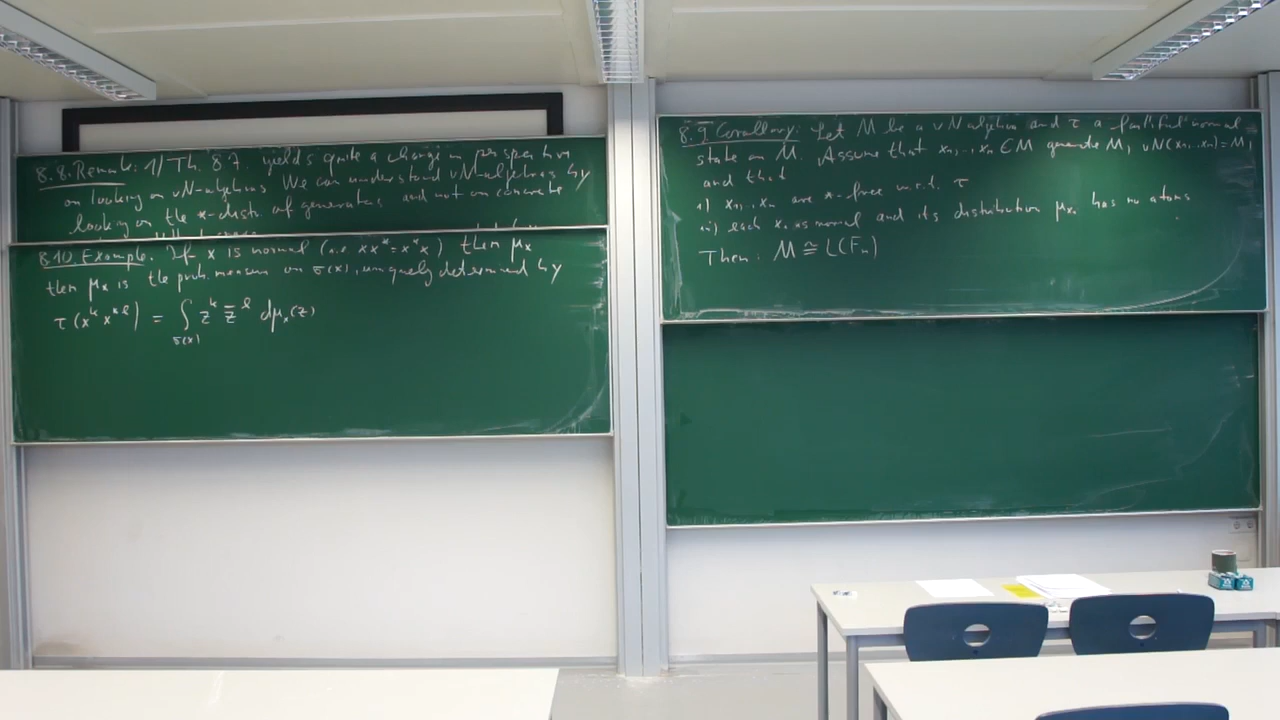 8.8. Remark: 1) Th. 8.7. yields quite a change in perspective
on looking on vN-algebras. We can understand vN-algebras by
looking on the *-distr. of generators and not on concrete
8.10. Example: If x is normal (i.e. xx* = x*x) then μₓ
then μₓ is the prob. measure on σ(x), uniquely determined by
τ(xᵏx*ˡ) = ∫ zᵏ z̄ˡ dμₓ(z)
σ(x)
8.9 Corollary: Let M be a vN-algebra and τ a faithful normal
state on M. Assume that x₁,..,xₙ ⊂ M generate M, vN(x₁,..,xₙ) = M,
and that
i) x₁,..,xₙ are *-free w.r.t. τ
ii) each xᵢ is normal and its distribution μₓᵢ has no atoms
Then: M ≅ L(Fₙ)